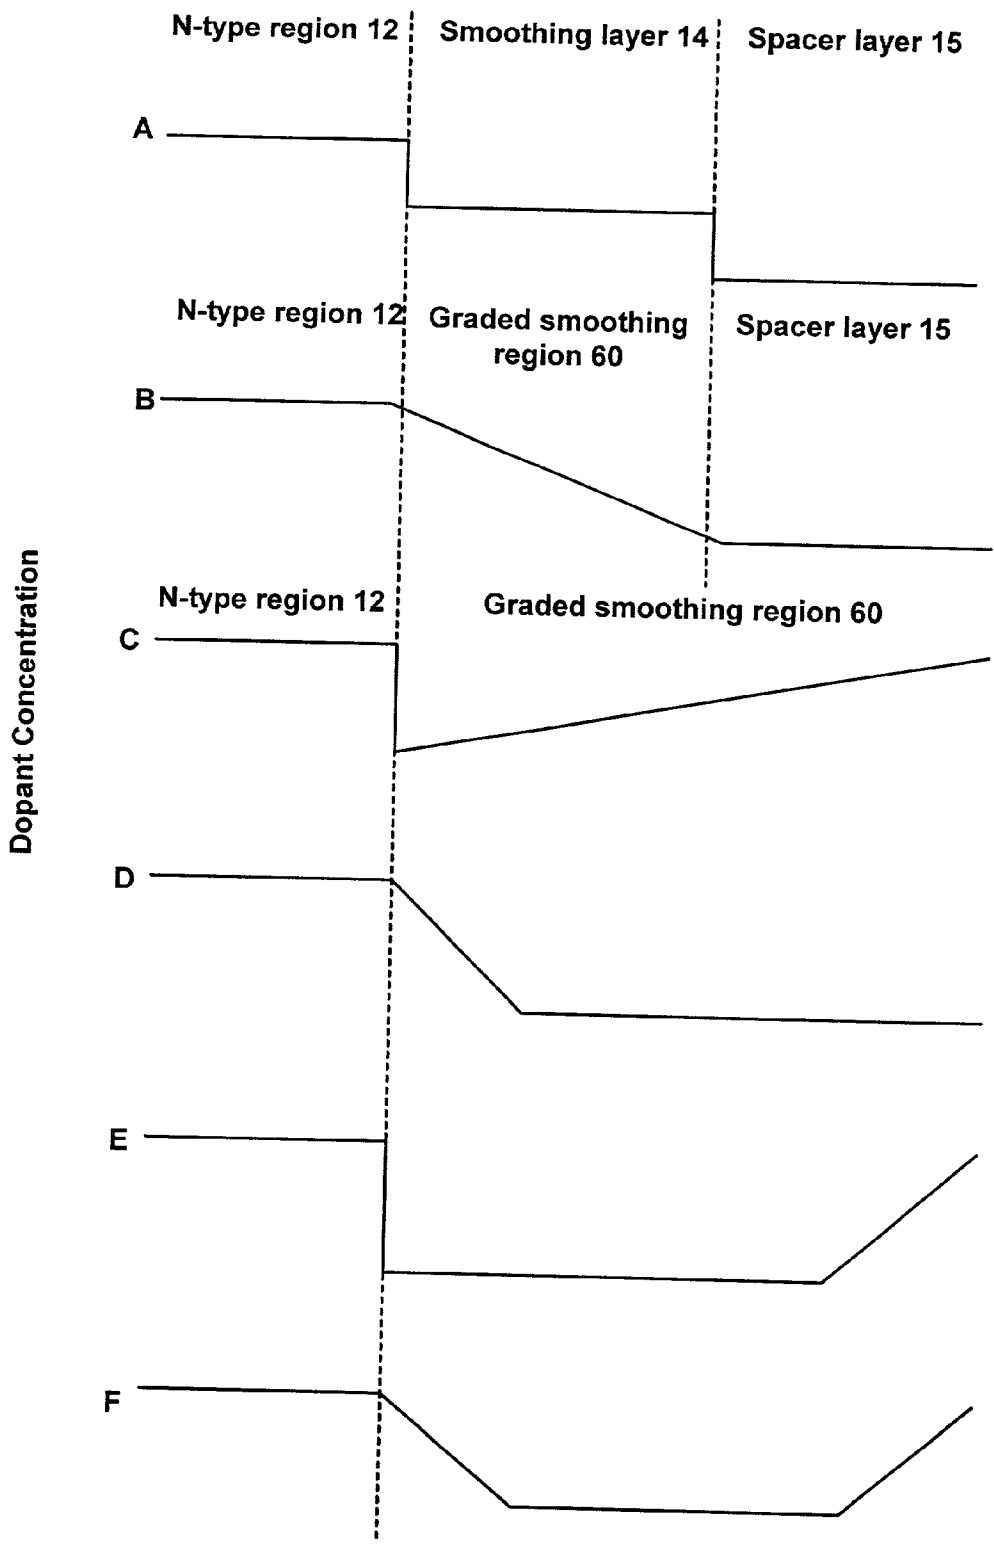 N-type region 12
Smoothing layer 14
Spacer layer 15
A
N-type region 12
Graded smoothing
region 60
Spacer layer 15
B
Dopant Concentration
N-type region 12
Graded smoothing region 60
C
D
E
F